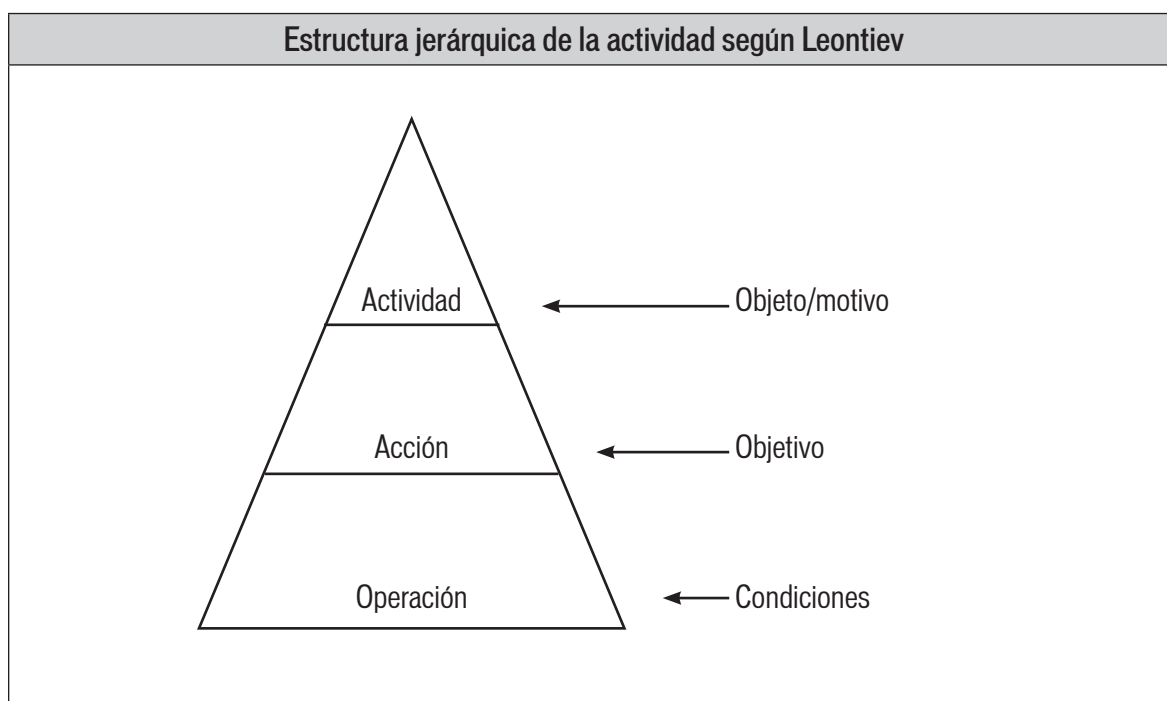 Estructura jerárquica de la actividad según Leontiev
Actividad Objeto/motivo
Acción Objetivo
Operación Condiciones